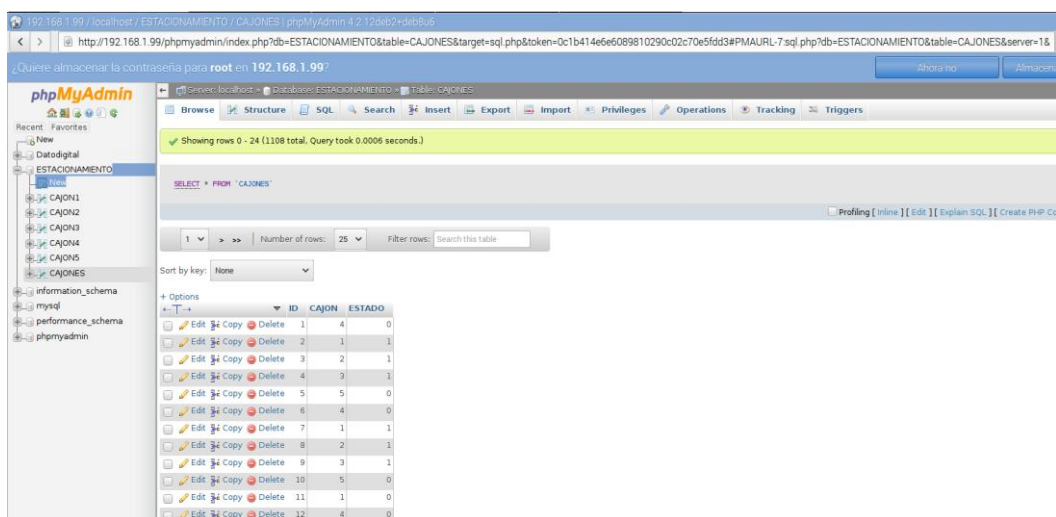 192.168.1.99 / localhost / ESTACIONAMIENTO / CAJONES | phpMyAdmin 4.2.12deb2+deb8u6
http://192.168.1.99/phpmyadmin/index.php?db=ESTACIONAMIENTO&table=CAJONES&target=sql.php&token=0c1b414e6e6089810290c02c70e5fdd3#PMAURL-7:sql.php?db=ESTACIONAMIENTO&table=CAJONES&server=1&
¿Quiere almacenar la contraseña para root en 192.168.1.99?
Ahora no
Almacena
phpMyAdmin
Recent Favorites
New
Datodigital
ESTACIONAMIENTO
New
CAJON1
CAJON2
CAJON3
CAJON4
CAJON5
CAJONES
information_schema
mysql
performance_schema
phpmyadmin
Server: localhost » Database: ESTACIONAMIENTO » Table: CAJONES
Browse Structure SQL Search Insert Export Import Privileges Operations Tracking Triggers
Showing rows 0 - 24 (1108 total, Query took 0.0006 seconds.)
SELECT * FROM `CAJONES`
Profiling [ Inline ] [ Edit ] [ Explain SQL ] [ Create PHP Co
1 > >> | Number of rows: 25 Filter rows: Search this table
Sort by key: None
+ Options
←T→ ID CAJON ESTADO
Edit Copy Delete 1 4 0
Edit Copy Delete 2 1 1
Edit Copy Delete 3 2 1
Edit Copy Delete 4 3 1
Edit Copy Delete 5 5 0
Edit Copy Delete 6 4 0
Edit Copy Delete 7 1 1
Edit Copy Delete 8 2 1
Edit Copy Delete 9 3 1
Edit Copy Delete 10 5 0
Edit Copy Delete 11 1 0
Edit Copy Delete 12 4 0